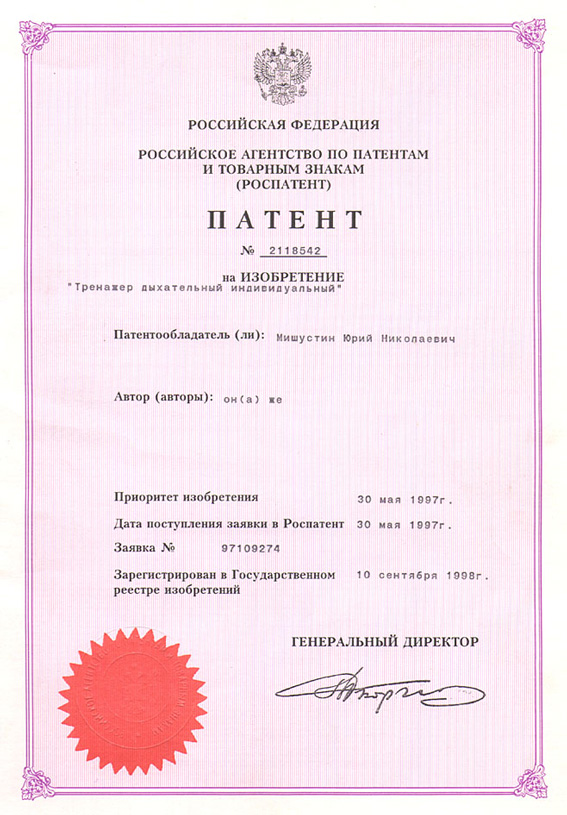 РОССИЙСКАЯ ФЕДЕРАЦИЯ
РОССИЙСКОЕ АГЕНТСТВО ПО ПАТЕНТАМ
И ТОВАРНЫМ ЗНАКАМ
(РОСПАТЕНТ)
ПАТЕНТ
№ 2118542
на ИЗОБРЕТЕНИЕ
"Тренажер дыхательный индивидуальный"
Патентообладатель (ли): Мишустин Юрий Николаевич
Автор (авторы): он(а) же
Приоритет изобретения 30 мая 1997г.
Дата поступления заявки в Роспатент 30 мая 1997г.
Заявка № 97109274
Зарегистрирован в Государственном 10 сентября 1998г.
реестре изобретений
ГЕНЕРАЛЬНЫЙ ДИРЕКТОР